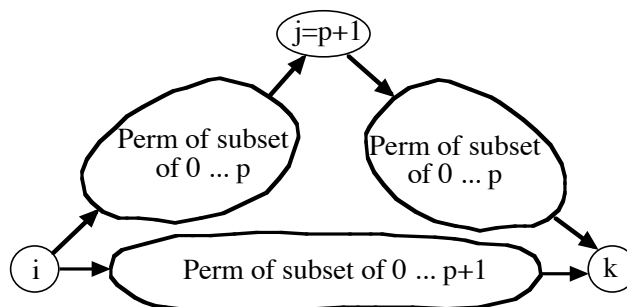 j=p+1
Perm of subset
of 0 ... p
Perm of subset
of 0 ... p
i
Perm of subset of 0 ... p+1
k